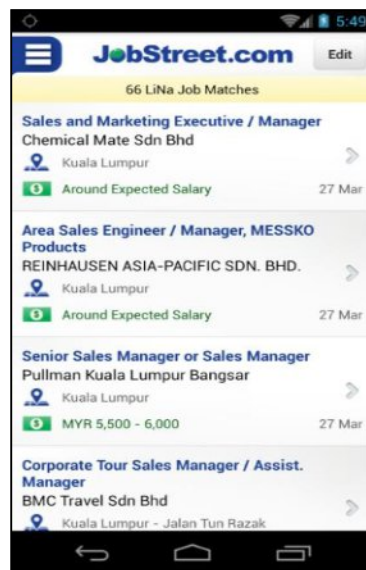 5:49
JobStreet.com
Edit
66 LiNa Job Matches
Sales and Marketing Executive / Manager
Chemical Mate Sdn Bhd
Kuala Lumpur
Around Expected Salary
27 Mar
Area Sales Engineer / Manager, MESSKO
Products
REINHAUSEN ASIA-PACIFIC SDN. BHD.
Kuala Lumpur
Around Expected Salary
27 Mar
Senior Sales Manager or Sales Manager
Pullman Kuala Lumpur Bangsar
Kuala Lumpur
MYR 5,500 - 6,000
27 Mar
Corporate Tour Sales Manager / Assist.
Manager
BMC Travel Sdn Bhd
Kuala Lumpur - Jalan Tun Razak